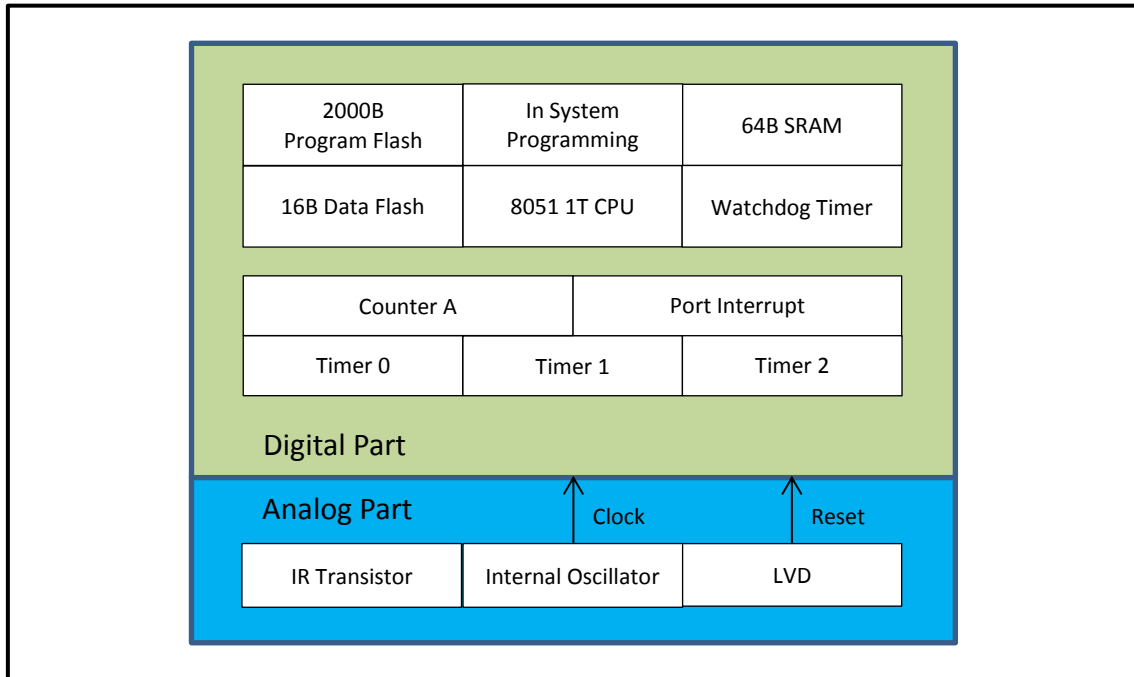 2000B
Program Flash
In System
Programming
64B SRAM
16B Data Flash
8051 1T CPU
Watchdog Timer
Counter A
Port Interrupt
Timer 0
Timer 1
Timer 2
Digital Part
Analog Part
Clock
Reset
IR Transistor
Internal Oscillator
LVD